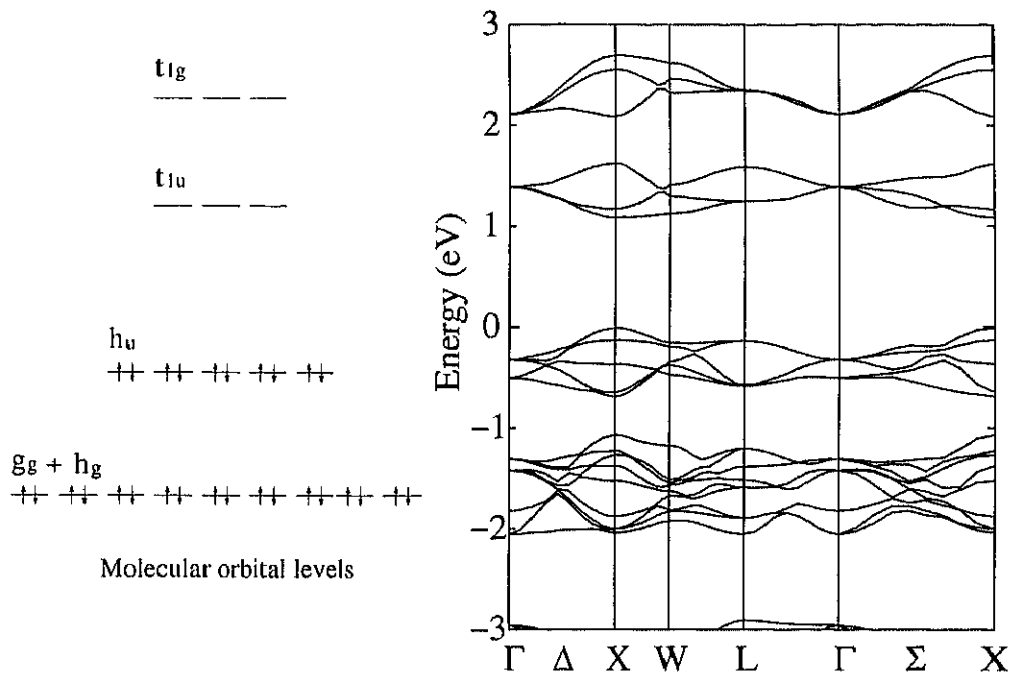 t1g
t1u
hu
gg + hg
Molecular orbital levels
Energy (eV)
3
2
1
0
−1
−2
−3
Γ Δ X W L Γ Σ X